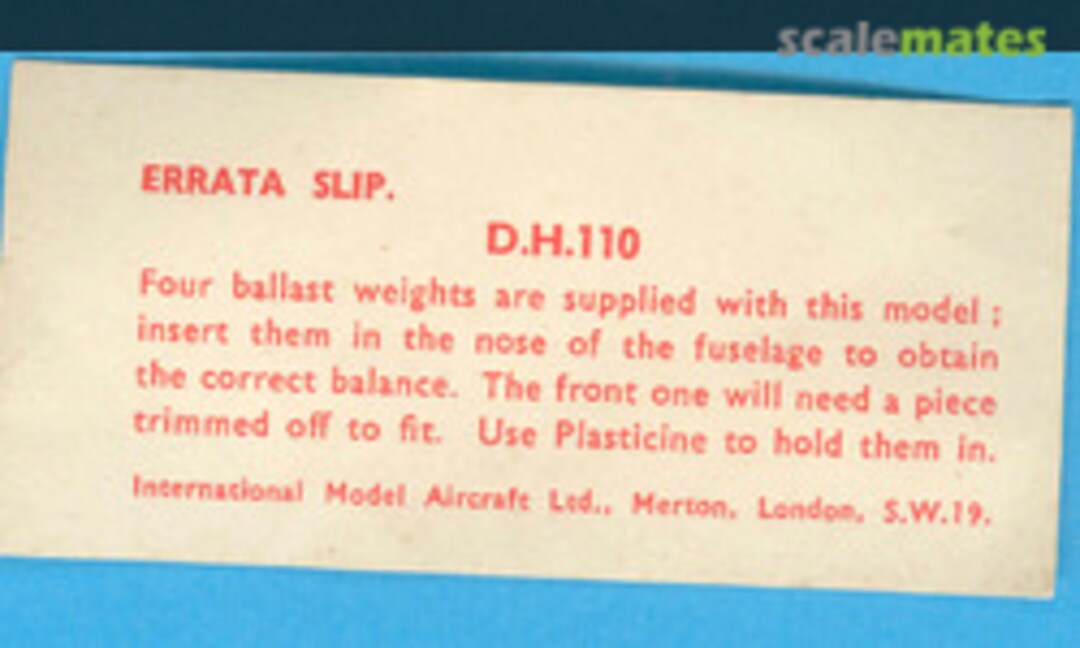 scalemates
ERRATA SLIP.
D.H.110
Four ballast weights are supplied with this model ;
insert them in the nose of the fuselage to obtain
the correct balance. The front one will need a piece
trimmed off to fit. Use Plasticine to hold them in.
International Model Aircraft Ltd., Merton, London, S.W.19.